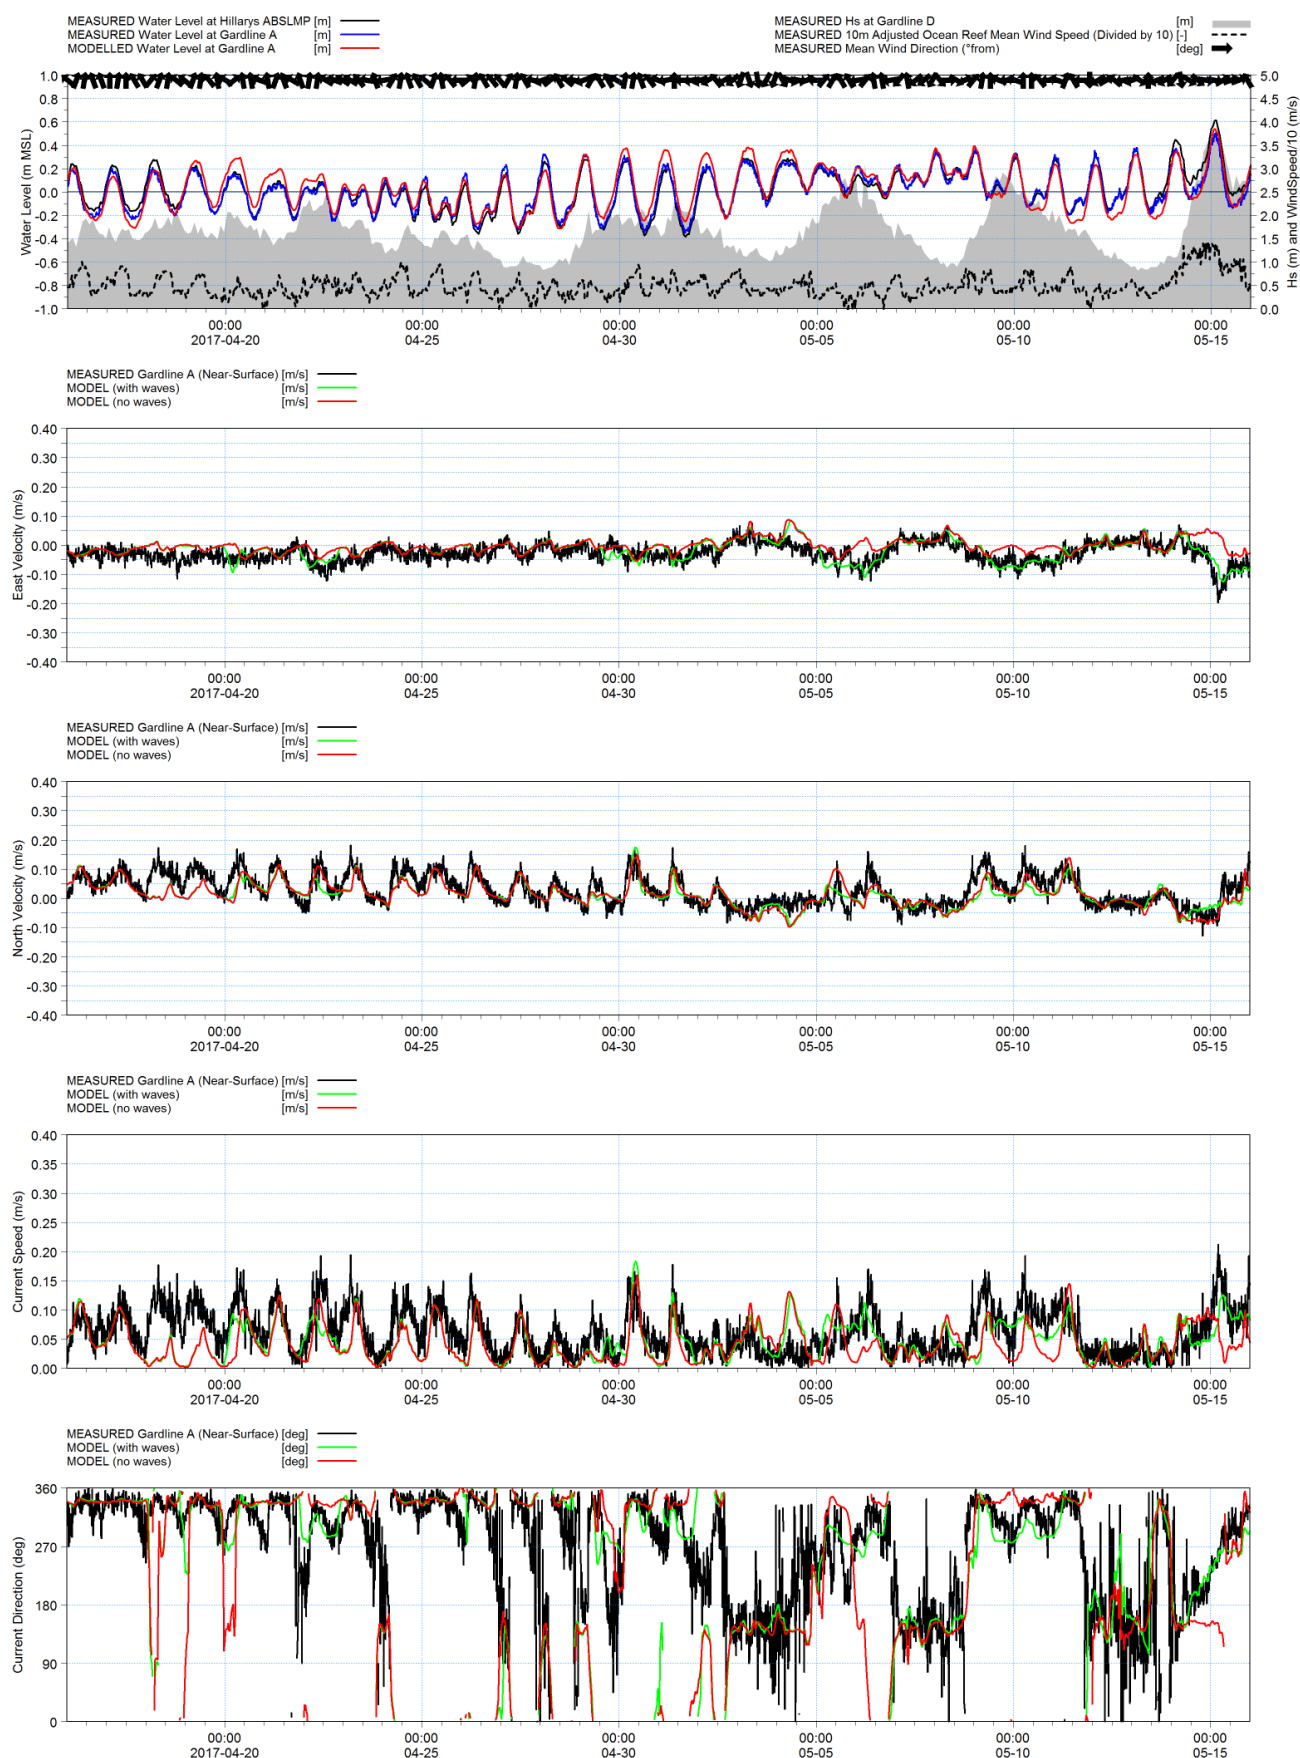 MEASURED Water Level at Hillarys ABSLMP [m]
MEASURED Water Level at Gardline A [m]
MODELLED Water Level at Gardline A [m]
MEASURED Hs at Gardline D [m]
MEASURED 10m Adjusted Ocean Reef Mean Wind Speed (Divided by 10) [-]
MEASURED Mean Wind Direction (°from) [deg]
Water Level (m MSL)
1.0
0.8
0.6
0.4
0.2
0.0
-0.2
-0.4
-0.6
-0.8
-1.0
5.0
4.5
4.0
3.5
3.0
2.5
2.0
1.5
1.0
0.5
0.0
Hs (m) and WindSpeed/10 (m/s)
00:00 00:00 00:00 00:00 00:00 00:00
2017-04-20 04-25 04-30 05-05 05-10 05-15
MEASURED Gardline A (Near-Surface) [m/s]
MODEL (with waves) [m/s]
MODEL (no waves) [m/s]
East Velocity (m/s)
0.40
0.30
0.20
0.10
0.00
-0.10
-0.20
-0.30
-0.40
00:00 00:00 00:00 00:00 00:00 00:00
2017-04-20 04-25 04-30 05-05 05-10 05-15
MEASURED Gardline A (Near-Surface) [m/s]
MODEL (with waves) [m/s]
MODEL (no waves) [m/s]
North Velocity (m/s)
0.40
0.30
0.20
0.10
0.00
-0.10
-0.20
-0.30
-0.40
00:00 00:00 00:00 00:00 00:00 00:00
2017-04-20 04-25 04-30 05-05 05-10 05-15
MEASURED Gardline A (Near-Surface) [m/s]
MODEL (with waves) [m/s]
MODEL (no waves) [m/s]
Current Speed (m/s)
0.40
0.35
0.30
0.25
0.20
0.15
0.10
0.05
0.00
00:00 00:00 00:00 00:00 00:00 00:00
2017-04-20 04-25 04-30 05-05 05-10 05-15
MEASURED Gardline A (Near-Surface) [deg]
MODEL (with waves) [deg]
MODEL (no waves) [deg]
Current Direction (deg)
360
270
180
90
0
00:00 00:00 00:00 00:00 00:00 00:00
2017-04-20 04-25 04-30 05-05 05-10 05-15